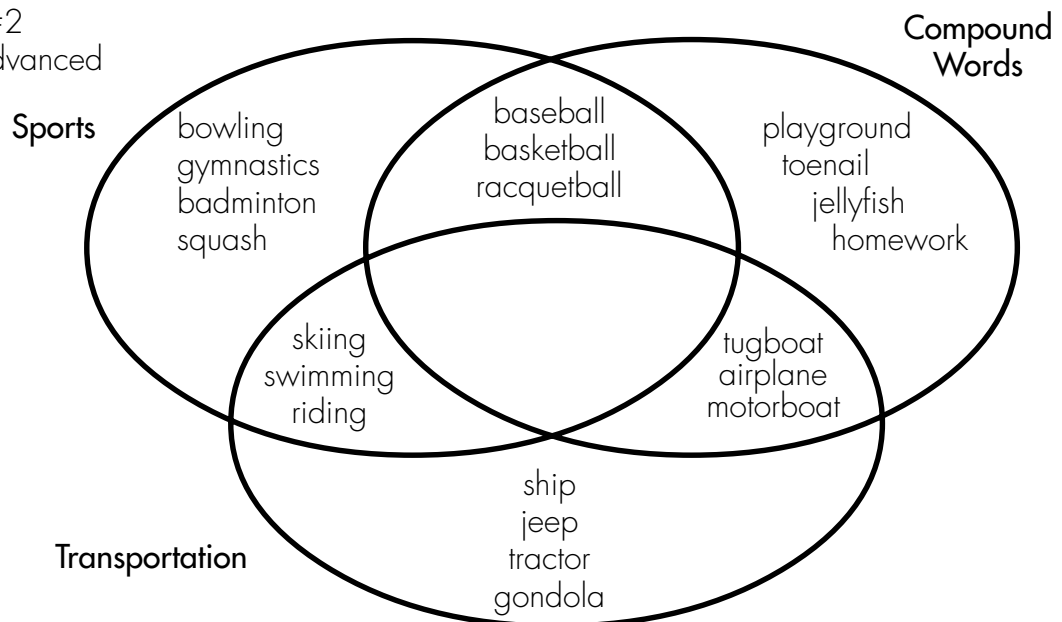 Compound
Words
Sports
bowling
gymnastics
badminton
squash
baseball
basketball
racquetball
playground
toenail
jellyfish
homework
skiing
swimming
riding
tugboat
airplane
motorboat
Transportation
ship
jeep
tractor
gondola